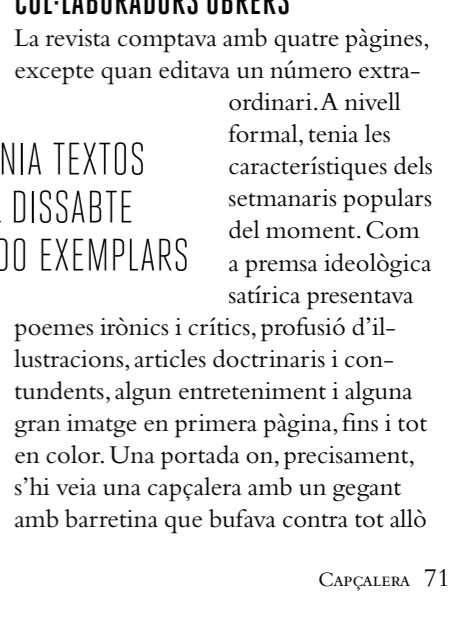 COL·LABORADORS OBRERS
La revista comptava amb quatre pàgines,
excepte quan editava un número extra-
ordinari. A nivell
formal, tenia les
característiques dels
setmanaris populars
del moment. Com
a premsa ideològica
satírica presentava
poemes irònics i crítics, profusió d'il-
lustracions, articles doctrinaris i con-
tundents, algun entreteniment i alguna
gran imatge en primera pàgina, fins i tot
en color. Una portada on, precisament,
s'hi veia una capçalera amb un gegant
amb barretina que bufava contra tot allò
TEXTOS
DISSABTE
EXEMPLARS
CAPÇALERA 71